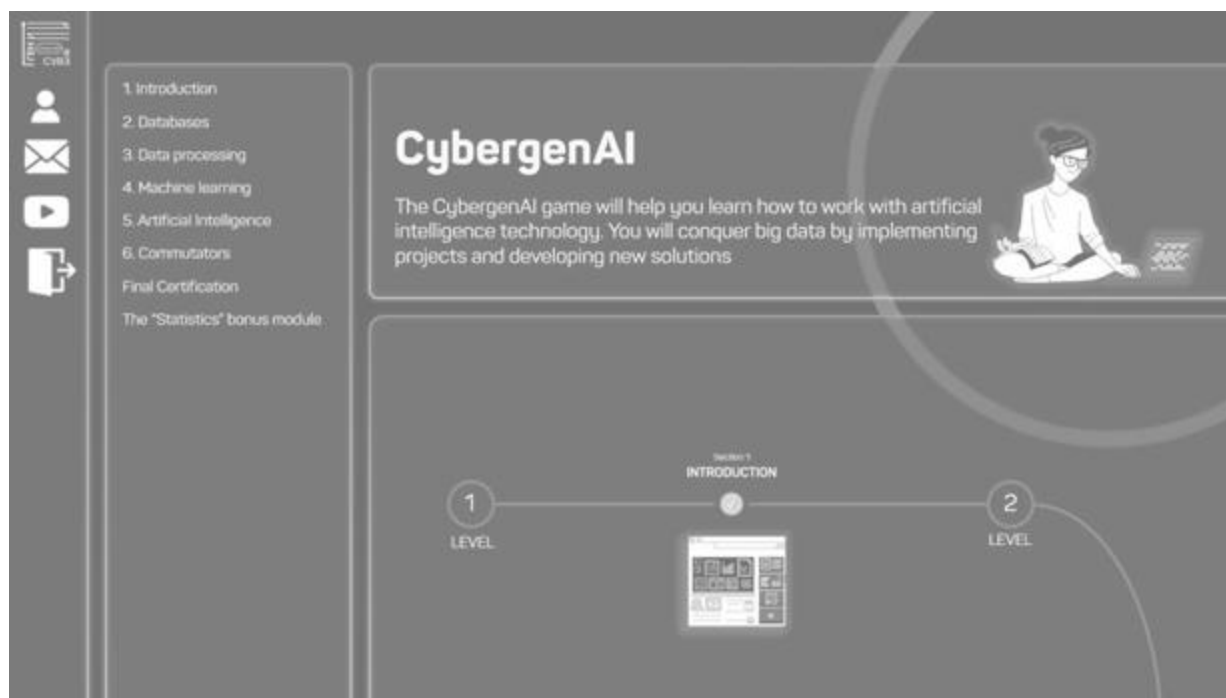 CYBER
1. Introduction
2. Databases
3. Data processing
4. Machine learning
5. Artificial Intelligence
6. Commutators
Final Certification
The "Statistics" bonus module
CybergenAI
The CybergenAI game will help you learn how to work with artificial
intelligence technology. You will conquer big data by implementing
projects and developing new solutions
Section 1
INTRODUCTION
1
LEVEL
2
LEVEL